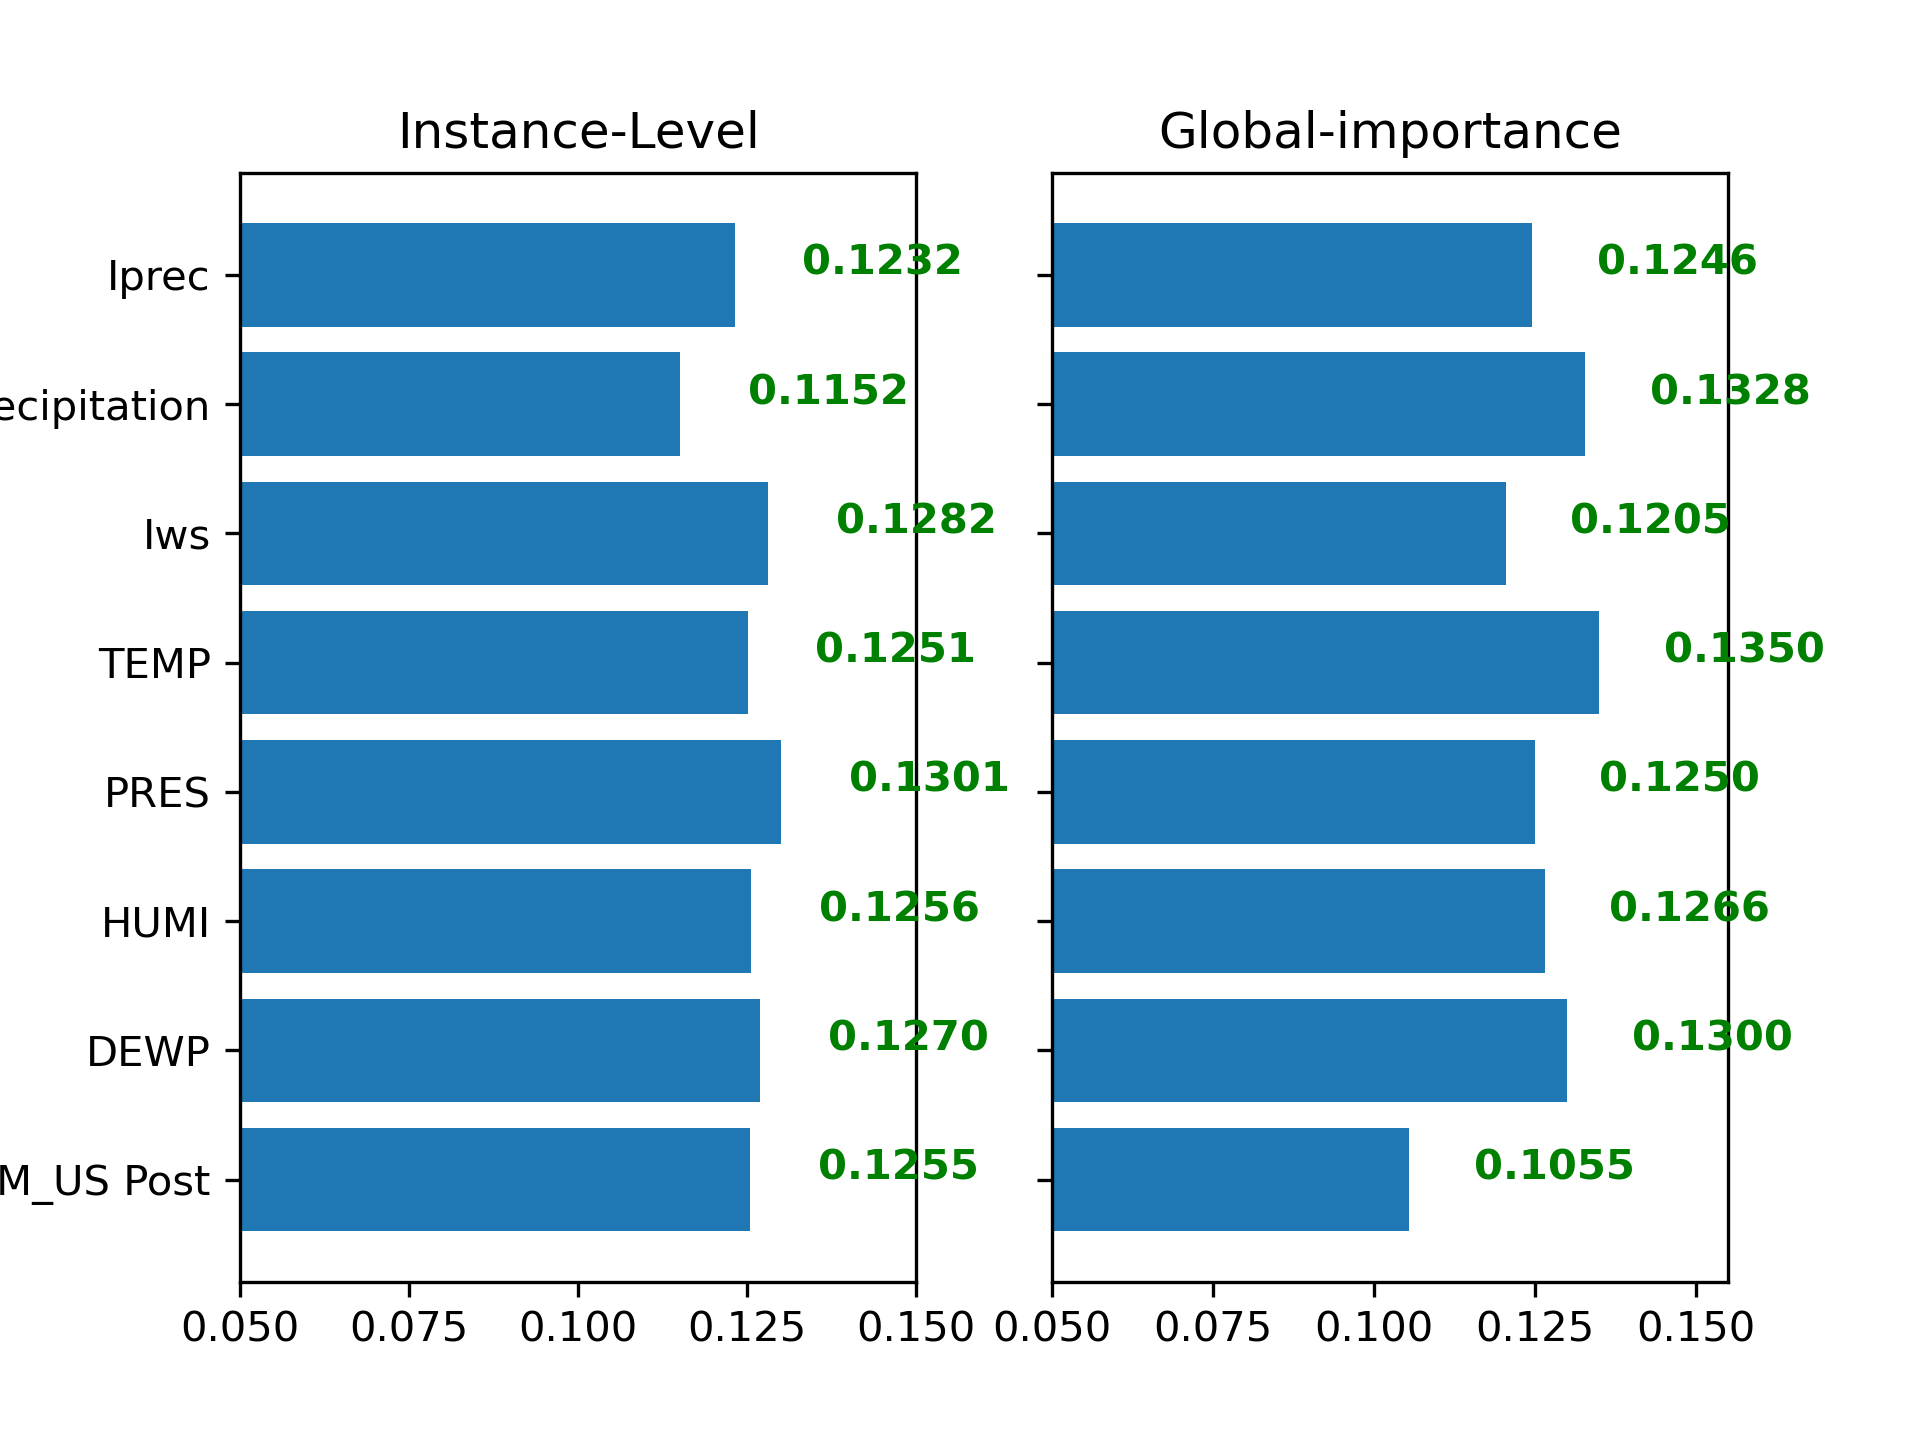 Instance-Level Global-importance
Iprec 0.1232 0.1246
ecipitation 0.1152 0.1328
Iws 0.1282 0.1205
TEMP 0.1251 0.1350
PRES 0.1301 0.1250
HUMI 0.1256 0.1266
DEWP 0.1270 0.1300
M_US Post 0.1255 0.1055
0.050 0.075 0.100 0.125 0.150 0.050 0.075 0.100 0.125 0.150